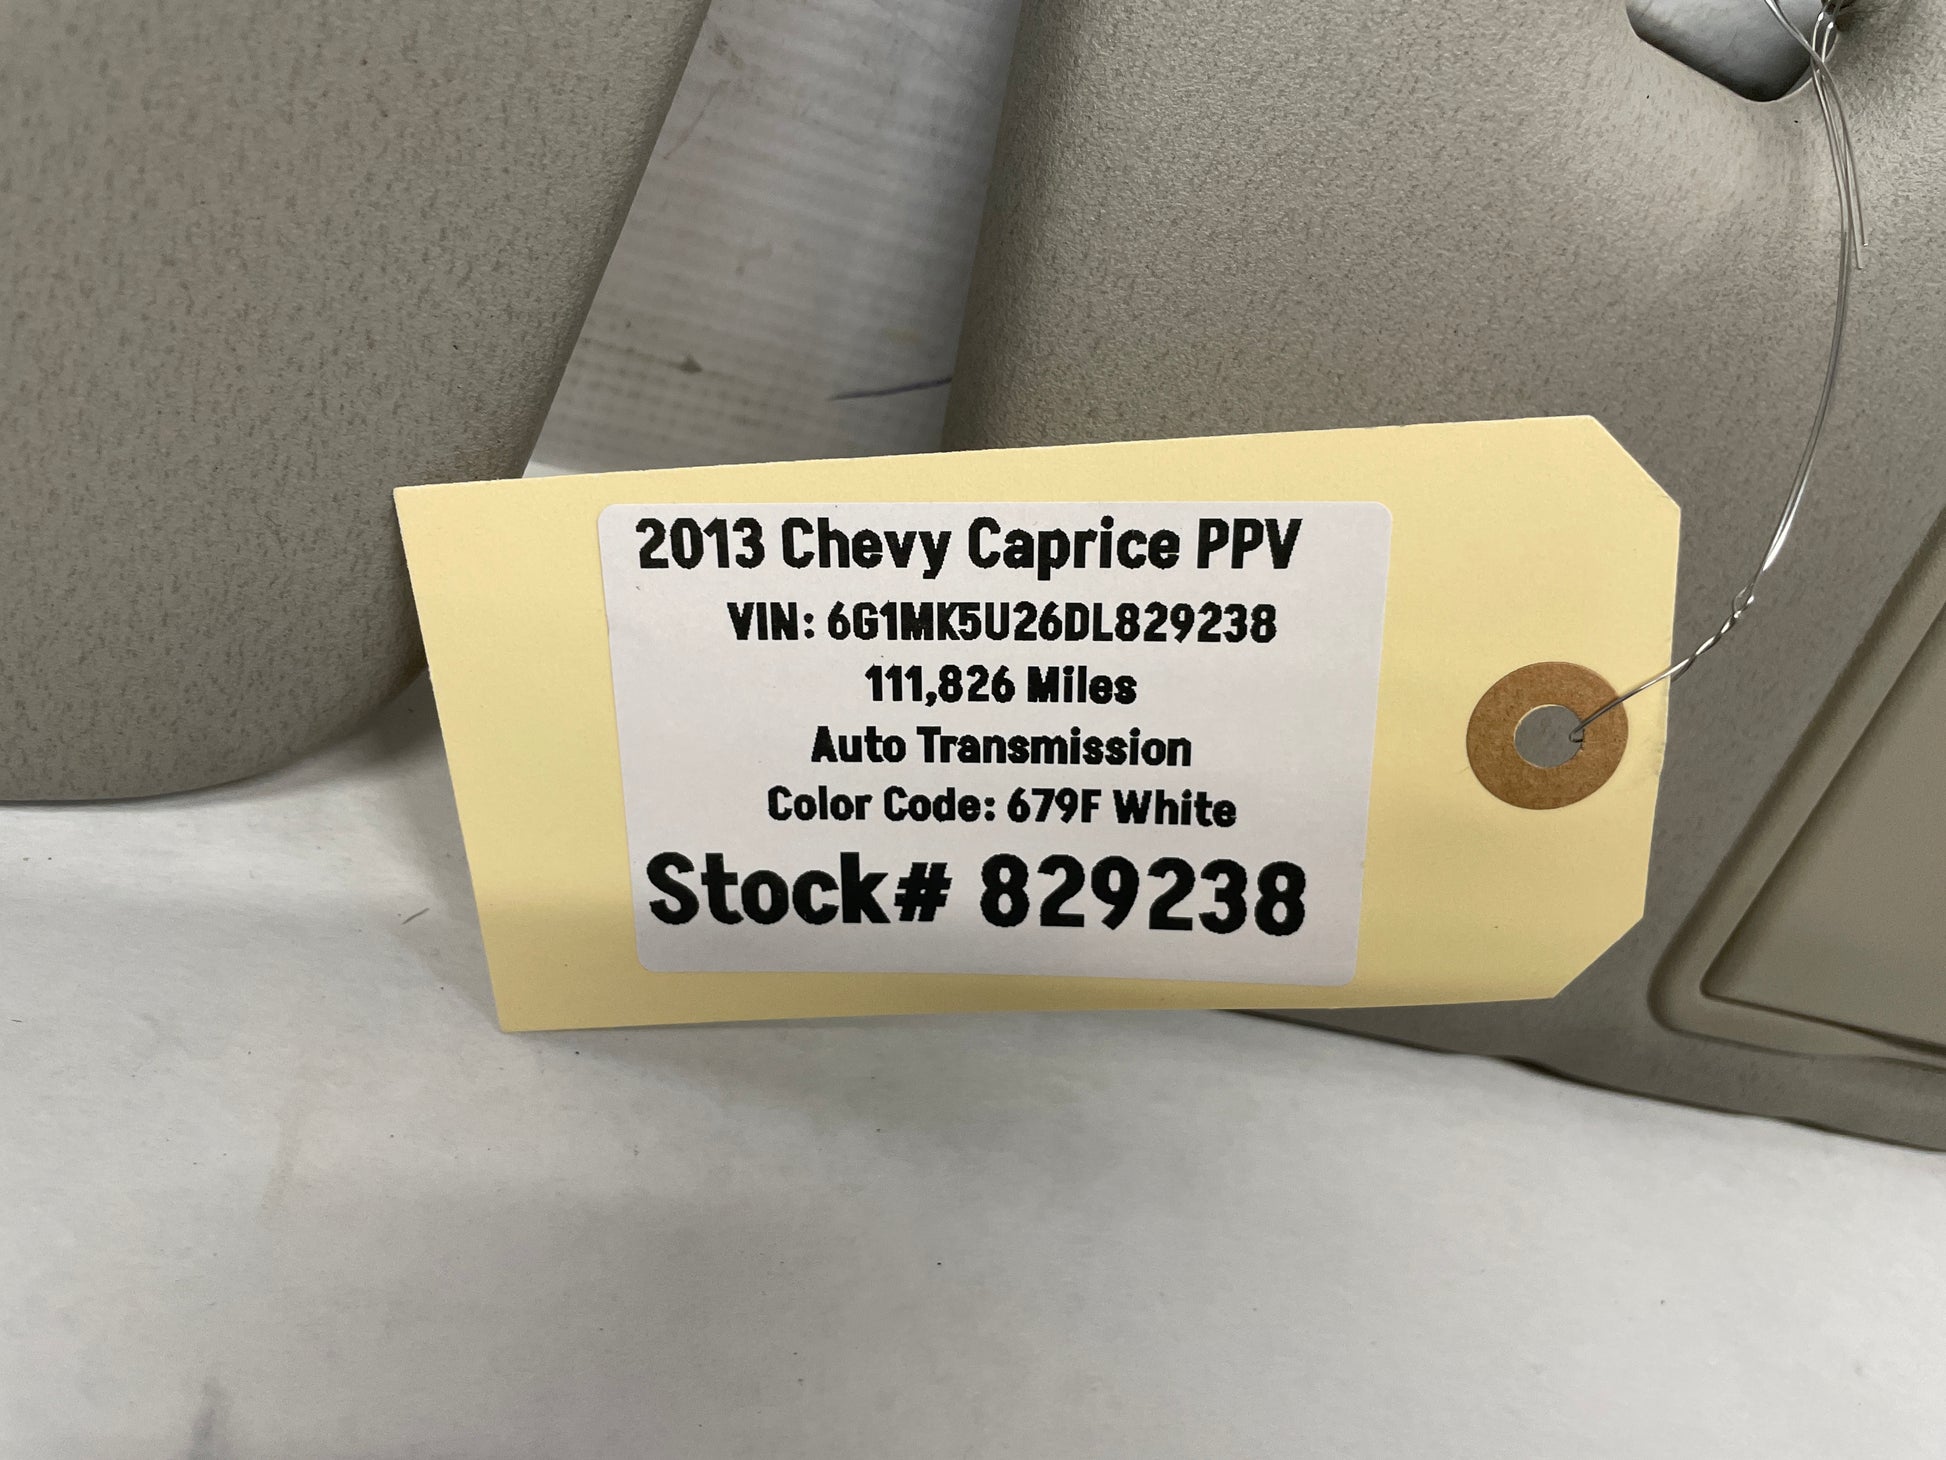 2013 Chevy Caprice PPV
VIN: 6G1MK5U26DL829238
111,826 Miles
Auto Transmission
Color Code: 679F White
Stock# 829238